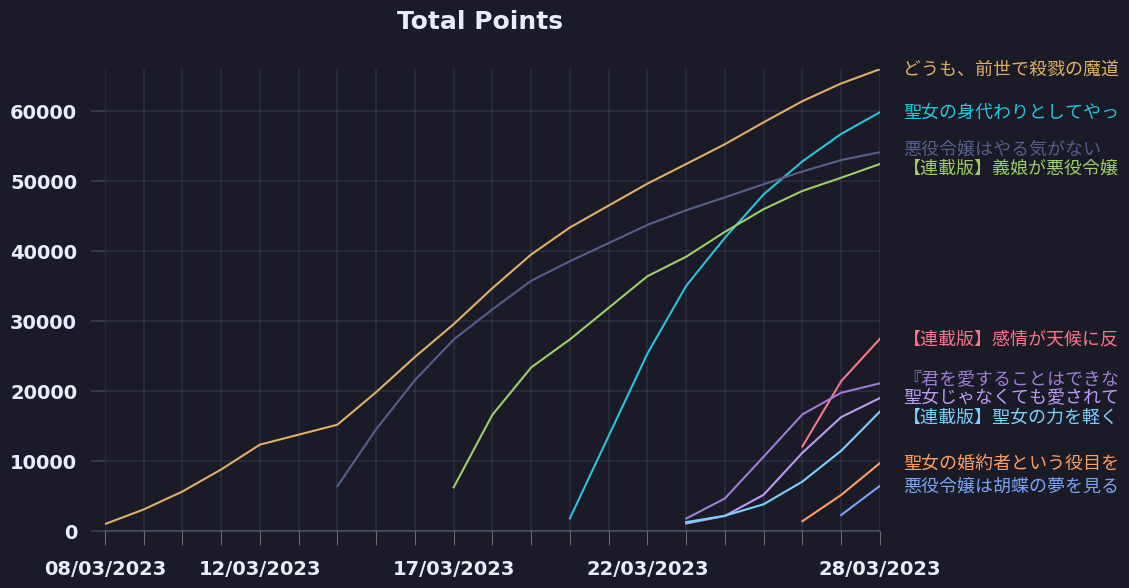 Total Points
どうも、前世で殺戮の魔道
60000
聖女の身代わりとしてやっ
悪役令嬢はやる気がない
【連載版】義娘が悪役令嬢
50000
40000
30000
【連載版】感情が天候に反
『君を愛することはできな
20000
聖女じゃなくても愛されて
【連載版】聖女の力を軽く
10000
聖女の婚約者という役目を
悪役令嬢は胡蝶の夢を見る
0
08/03/2023 12/03/2023 17/03/2023 22/03/2023 28/03/2023